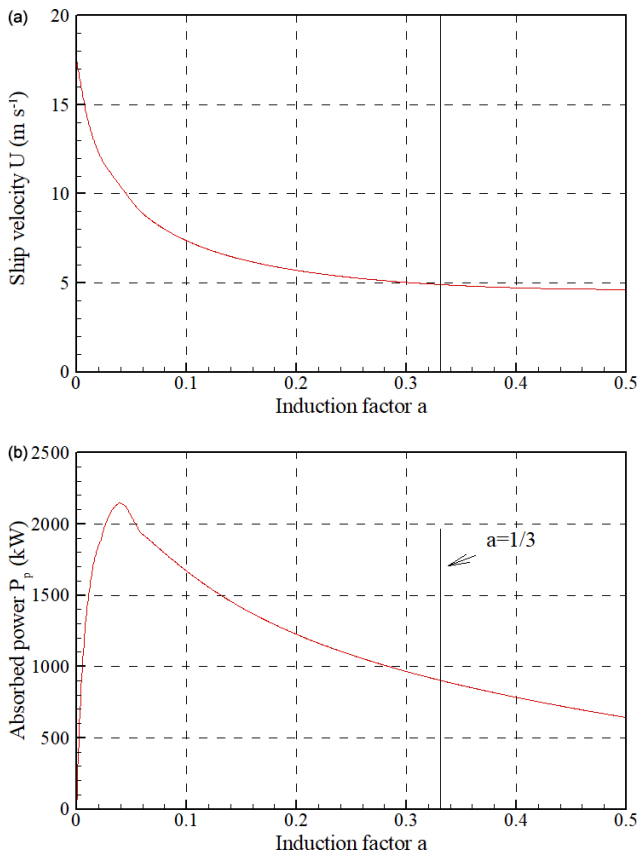 (a)
20
15
10
5
0
Ship velocity U (m s⁻¹)
0 0.1 0.2 0.3 0.4 0.5
Induction factor a
(b)
2500
2000
1500
1000
500
0
Absorbed power Pₚ (kW)
a=1/3
0 0.1 0.2 0.3 0.4 0.5
Induction factor a